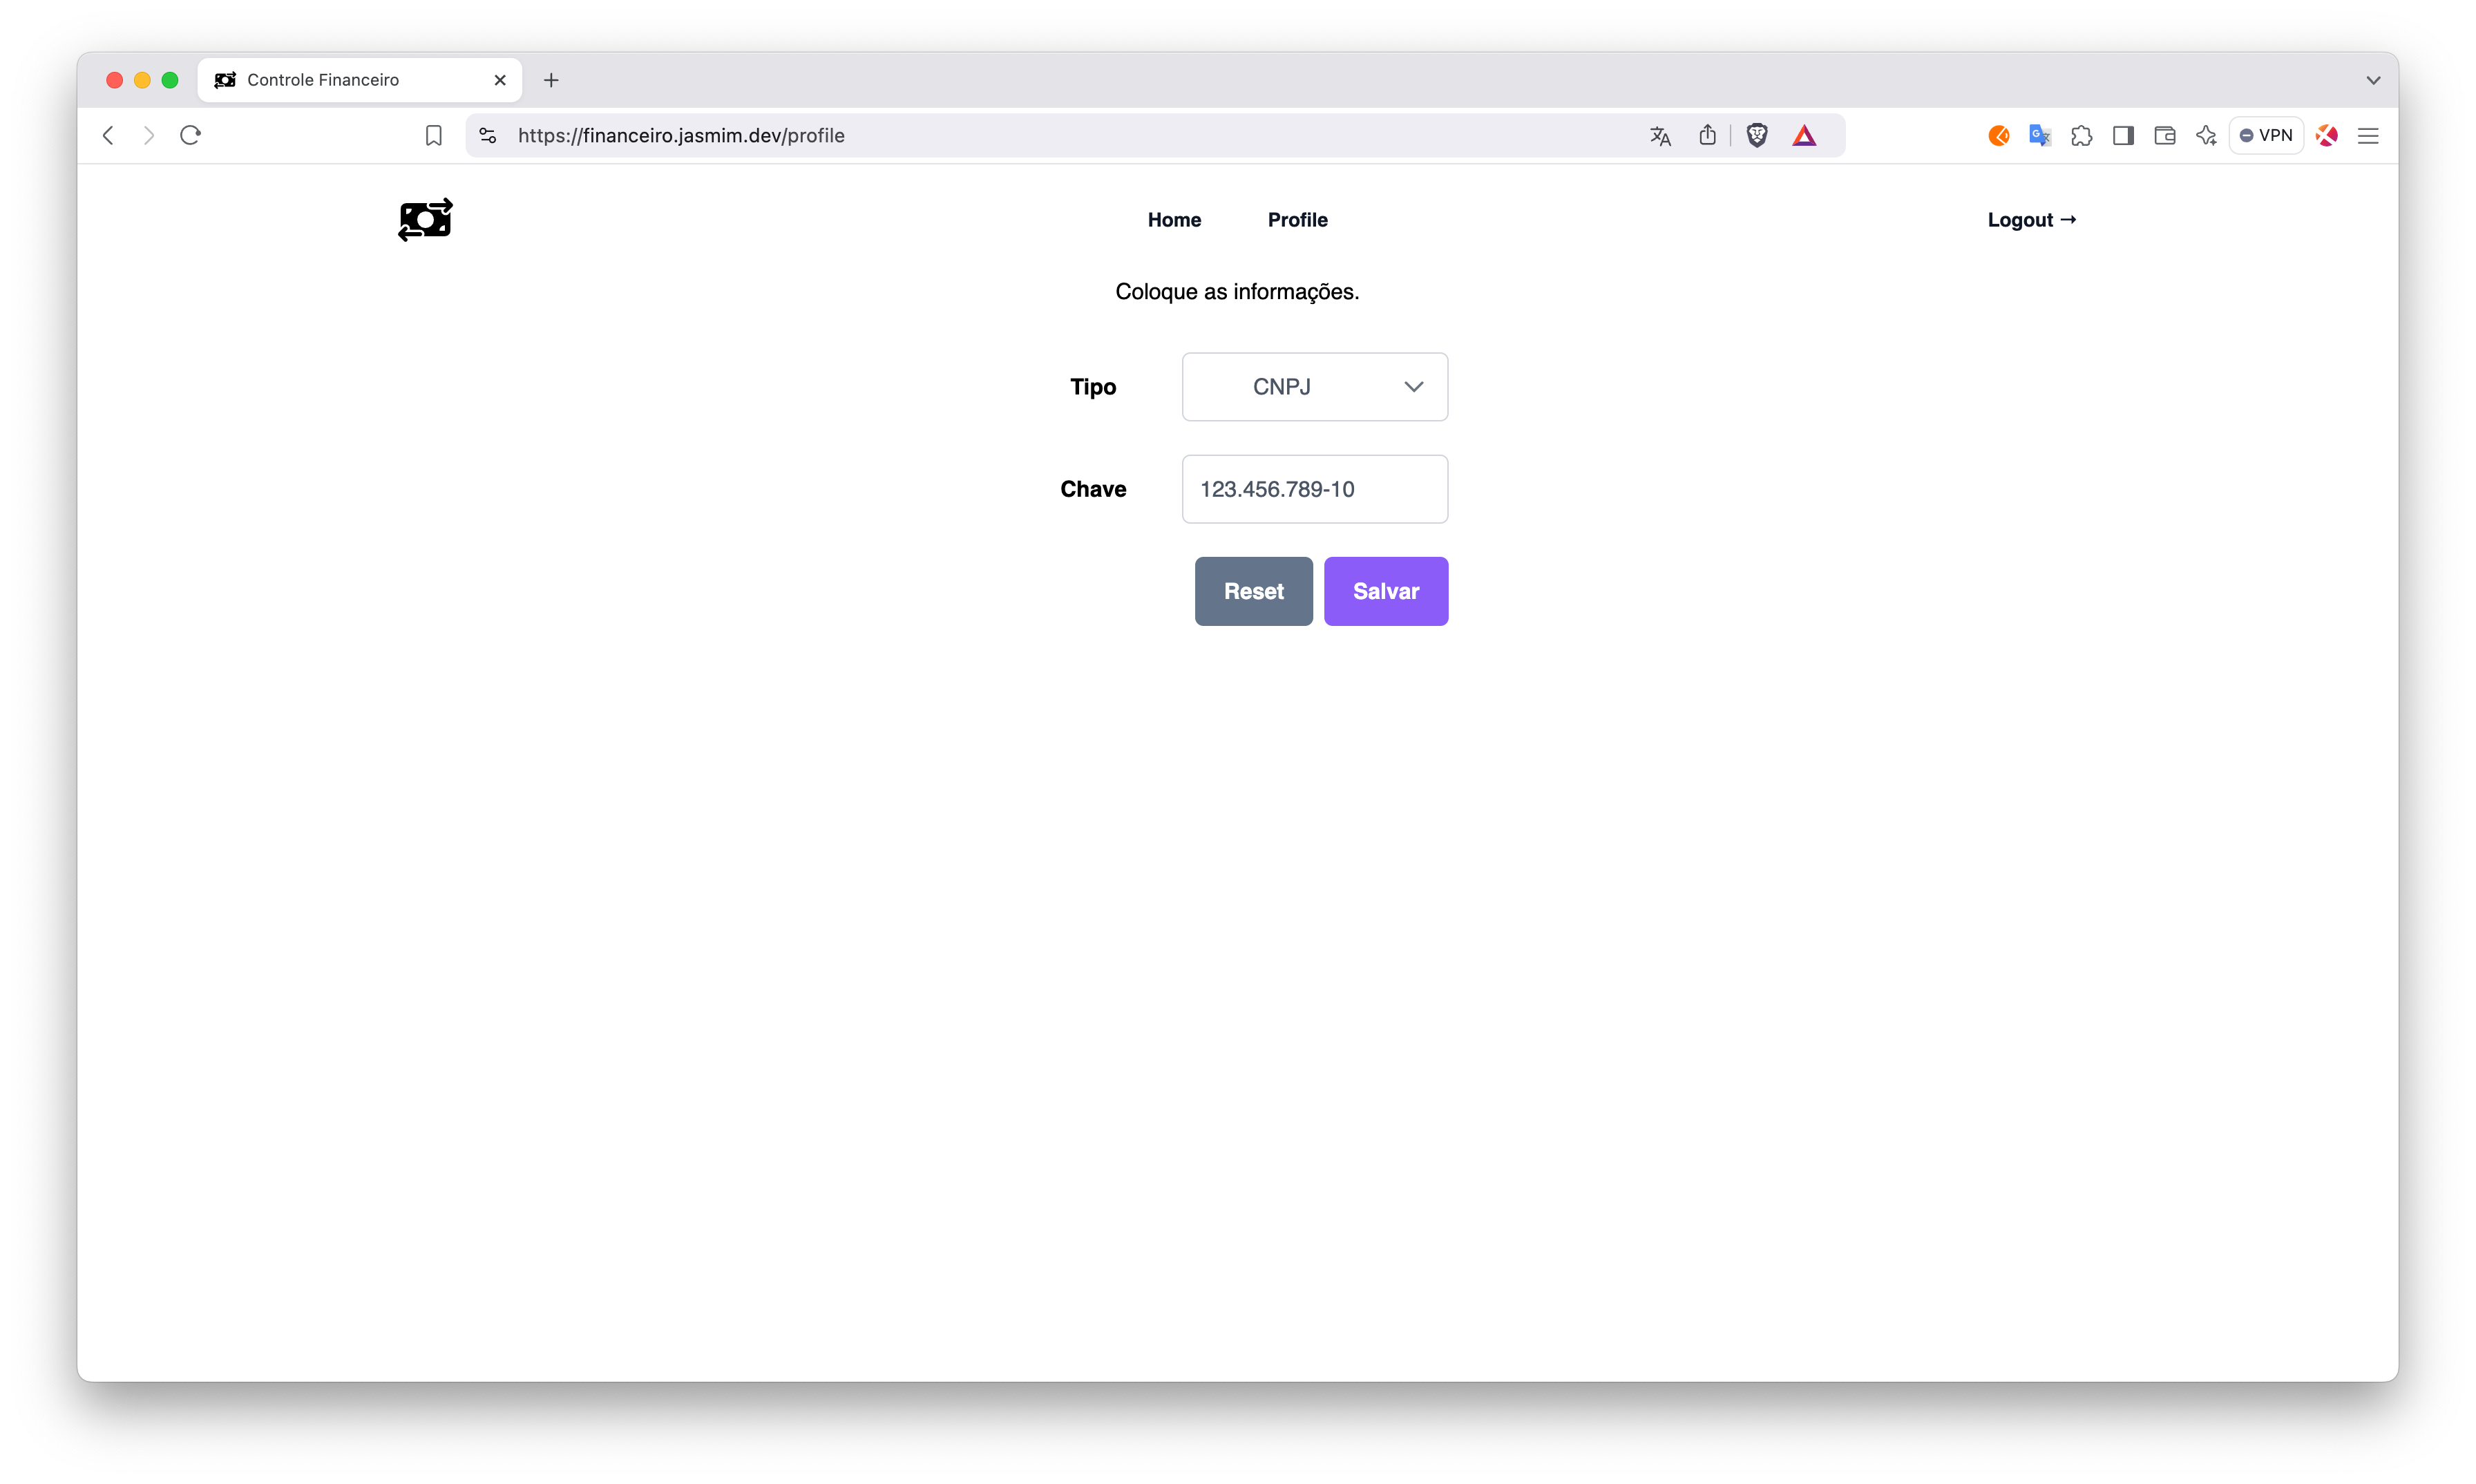 Controle Financeiro
https://financeiro.jasmim.dev/profile
VPN
Home Profile Logout →
Coloque as informações.
Tipo CNPJ
Chave 123.456.789-10
Reset Salvar